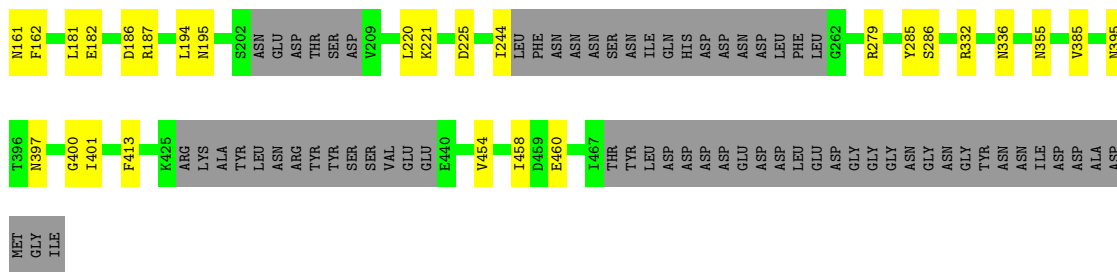 N161 F162 L181 E182 D186 R187 L194 N195 S202 ASN GLU ASP THR SER ASP V209 L220 K221 D225 I244 LEU PHE ASN ASN ASN SER ASN ILE GLN HIS ASP ASP ASN ASP LEU PHE LEU G262 R279 Y285 S286 R332 N336 N355 V385 N395
T396 N397 G400 I401 F413 K425 ARG LYS ALA TYR LEU ASN ARG TYR TYR SER SER VAL GLU GLU E440 V454 I458 D459 E460 I467 THR TYR LEU ASP ASP ASP ASP GLU ASP ASP LEU GLU ASP GLY GLY GLY ASN GLY ASN GLY TYR ASN ASN ILE ASP ASP ALA ASP
MET GLY ILE